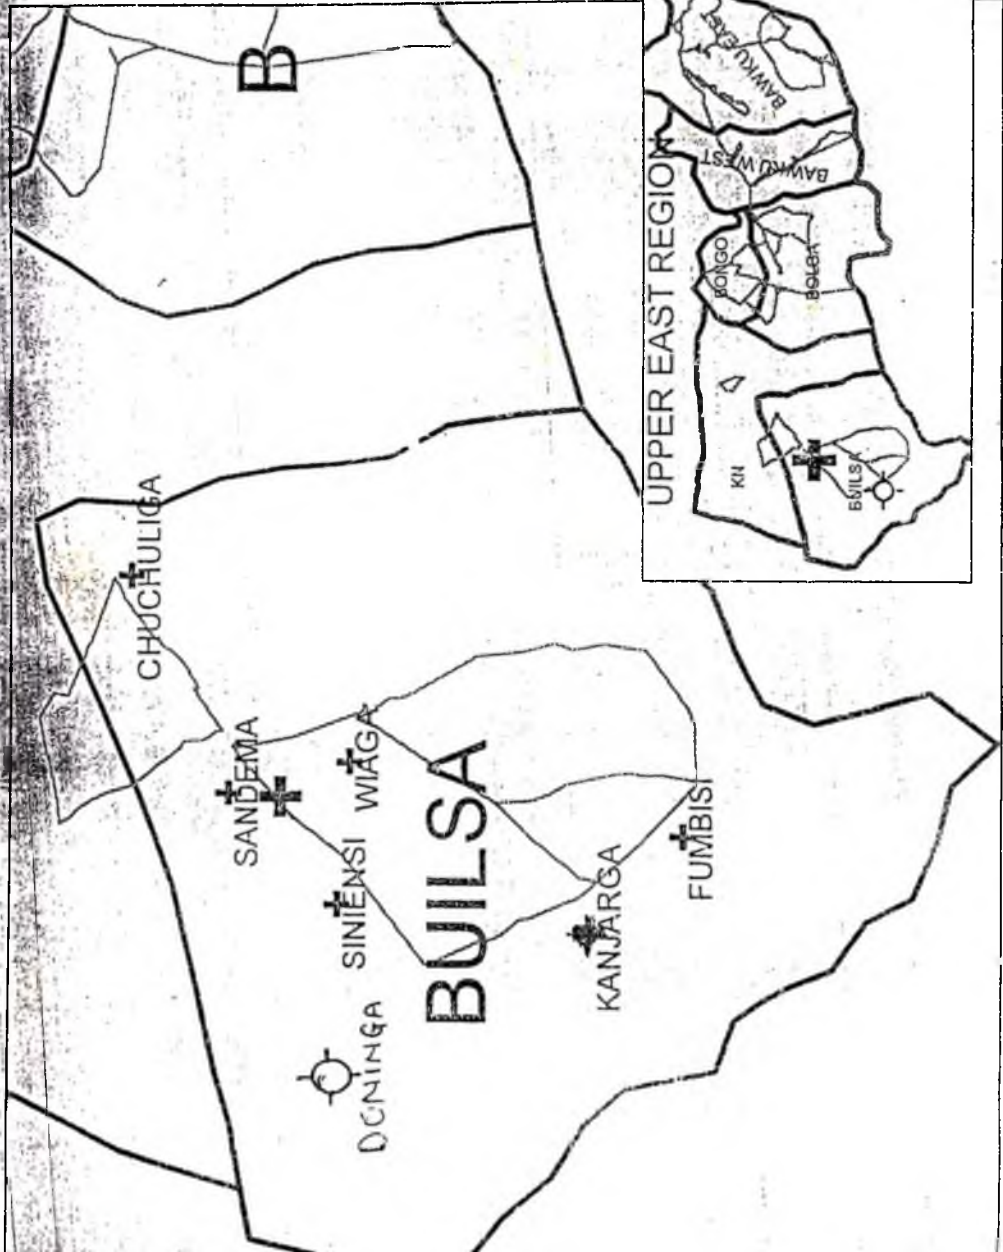 B
CHUCHULIGA
SANDEMA
WIAGA
SINIENSI
BUILSA
DONINGA
KANJARGA
FUMBISI
UPPER EAST REGION
BAWKU EAST
BAWKU WEST
BONGO
BOLGA
KN
BUILSA